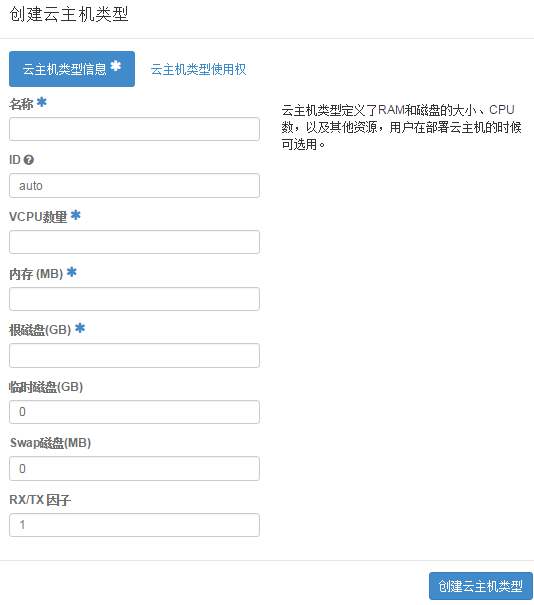 创建云主机类型
云主机类型信息 * 云主机类型使用权
名称 *
云主机类型定义了RAM和磁盘的大小、CPU
数，以及其他资源，用户在部署云主机的时候
可选用。
ID ?
auto
VCPU数量 *
内存 (MB) *
根磁盘(GB) *
临时磁盘(GB)
0
Swap磁盘(MB)
0
RX/TX 因子
1
创建云主机类型